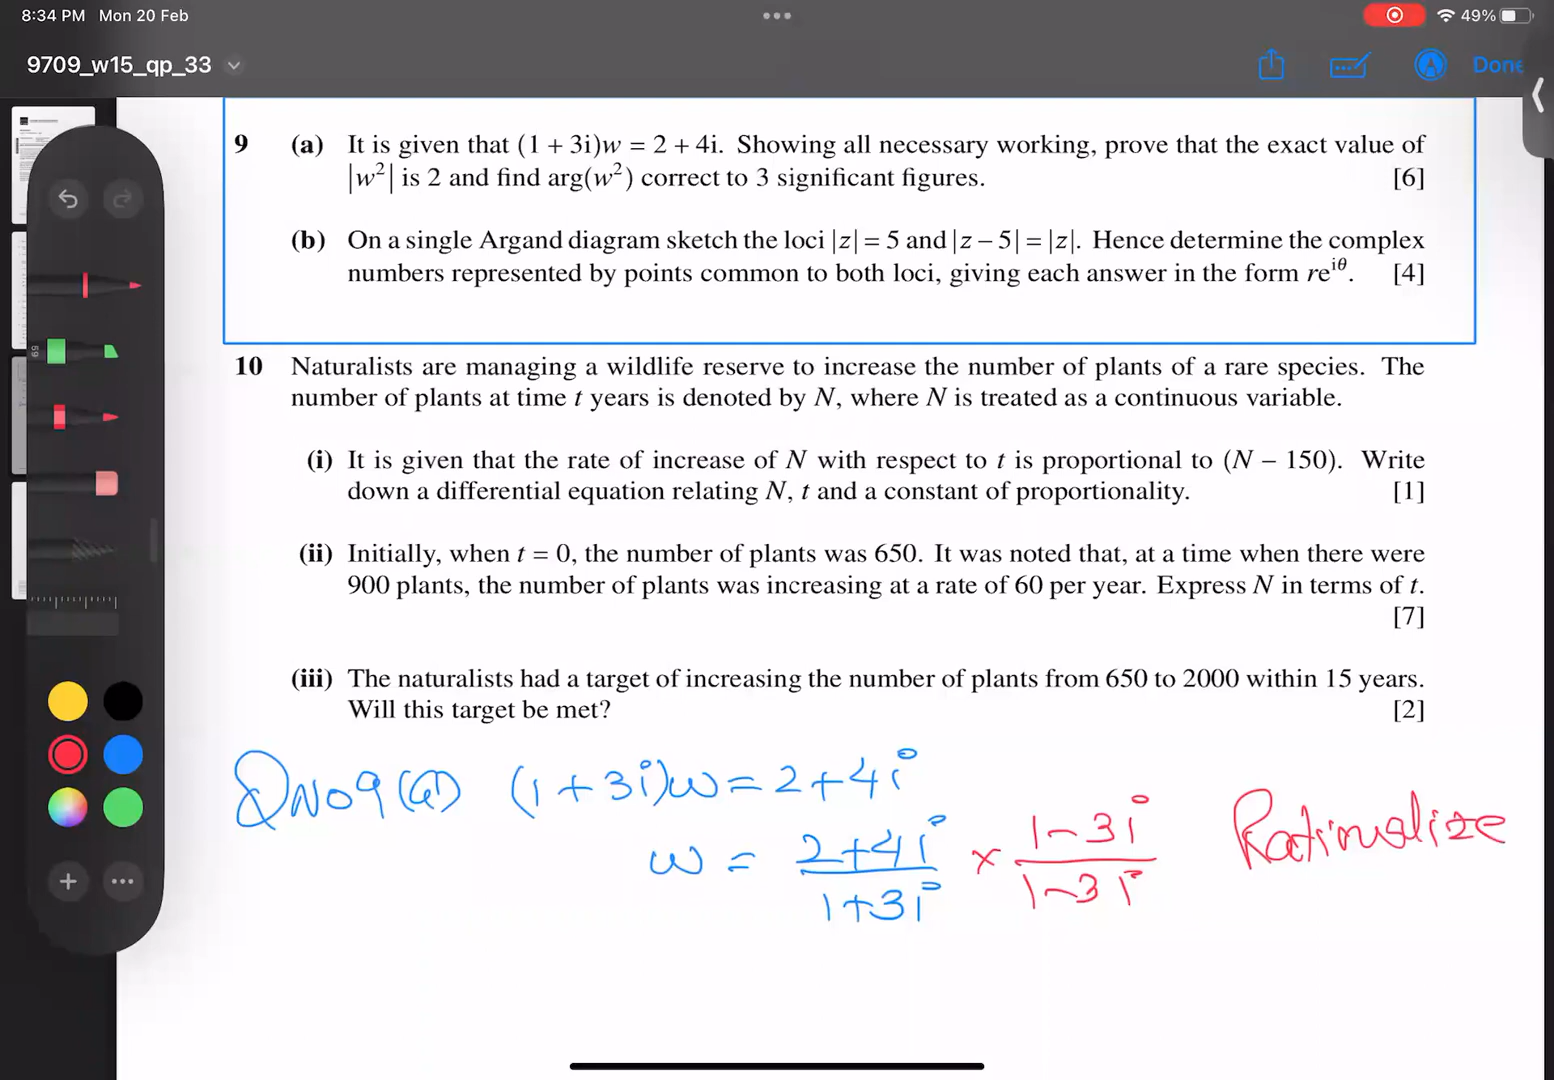 8:34 PM Mon 20 Feb
49%
9709_w15_qp_33
Done
9 (a) It is given that (1 + 3i)w = 2 + 4i. Showing all necessary working, prove that the exact value of
|w²| is 2 and find arg(w²) correct to 3 significant figures. [6]
(b) On a single Argand diagram sketch the loci |z| = 5 and |z − 5| = |z|. Hence determine the complex
numbers represented by points common to both loci, giving each answer in the form re^{iθ}. [4]
10 Naturalists are managing a wildlife reserve to increase the number of plants of a rare species. The
number of plants at time t years is denoted by N, where N is treated as a continuous variable.
(i) It is given that the rate of increase of N with respect to t is proportional to (N − 150). Write
down a differential equation relating N, t and a constant of proportionality. [1]
(ii) Initially, when t = 0, the number of plants was 650. It was noted that, at a time when there were
900 plants, the number of plants was increasing at a rate of 60 per year. Express N in terms of t.
[7]
(iii) The naturalists had a target of increasing the number of plants from 650 to 2000 within 15 years.
Will this target be met? [2]
QNo9(a) (1+3i)w=2+4i
w = (2+4i)/(1+3i) × (1-3i)/(1-3i) Rationalize